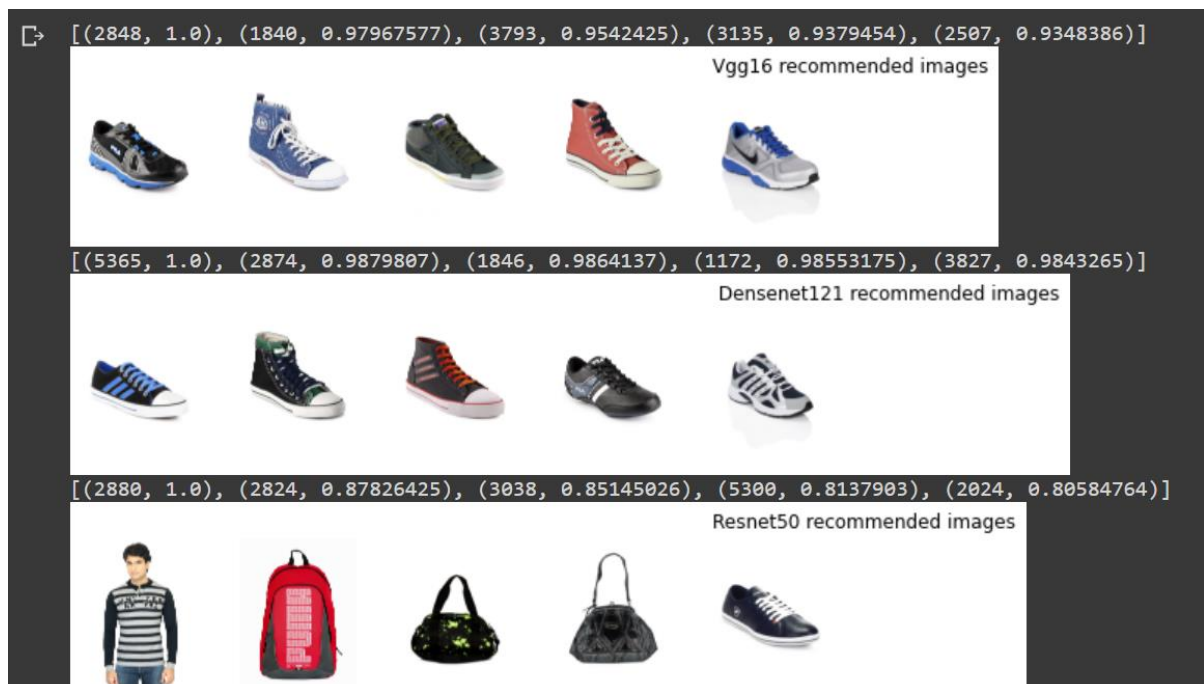 [(2848, 1.0), (1840, 0.97967577), (3793, 0.9542425), (3135, 0.9379454), (2507, 0.9348386)]
Vgg16 recommended images
[(5365, 1.0), (2874, 0.9879807), (1846, 0.9864137), (1172, 0.98553175), (3827, 0.9843265)]
Densenet121 recommended images
[(2880, 1.0), (2824, 0.87826425), (3038, 0.85145026), (5300, 0.8137903), (2024, 0.80584764)]
Resnet50 recommended images
PUMA